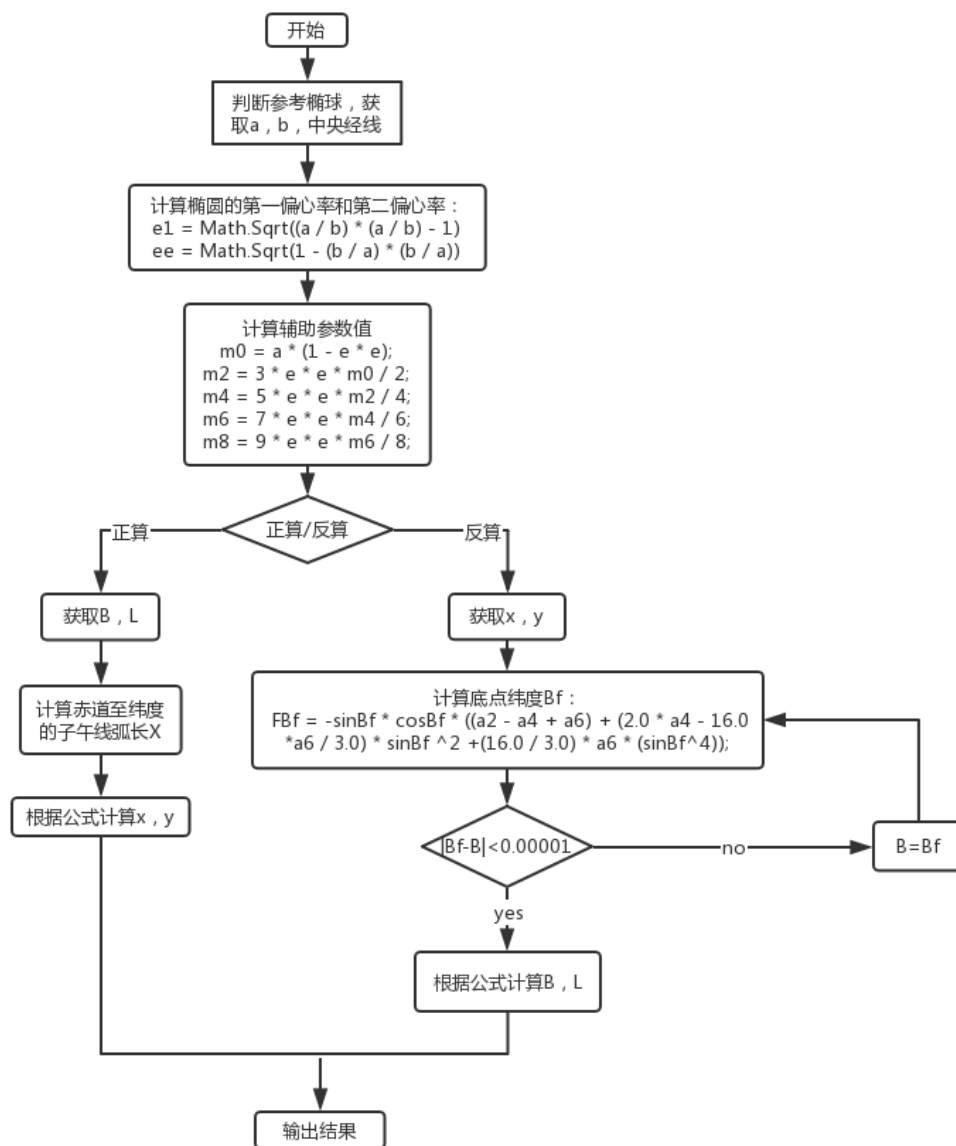 开始
判断参考椭球，获
取a，b，中央经线
计算椭圆的第一偏心率和第二偏心率：
e1 = Math.Sqrt((a / b) * (a / b) - 1)
ee = Math.Sqrt(1 - (b / a) * (b / a))
计算辅助参数值
m0 = a * (1 - e * e);
m2 = 3 * e * e * m0 / 2;
m4 = 5 * e * e * m2 / 4;
m6 = 7 * e * e * m4 / 6;
m8 = 9 * e * e * m6 / 8;
正算/反算
正算
反算
获取B，L
计算赤道至纬度
的子午线弧长X
根据公式计算x，y
获取x，y
计算底点纬度Bf：
FBf = -sinBf * cosBf * ((a2 - a4 + a6) + (2.0 * a4 - 16.0
*a6 / 3.0) * sinBf ^2 +(16.0 / 3.0) * a6 * (sinBf^4));
|Bf-B|<0.00001
no
B=Bf
yes
根据公式计算B，L
输出结果